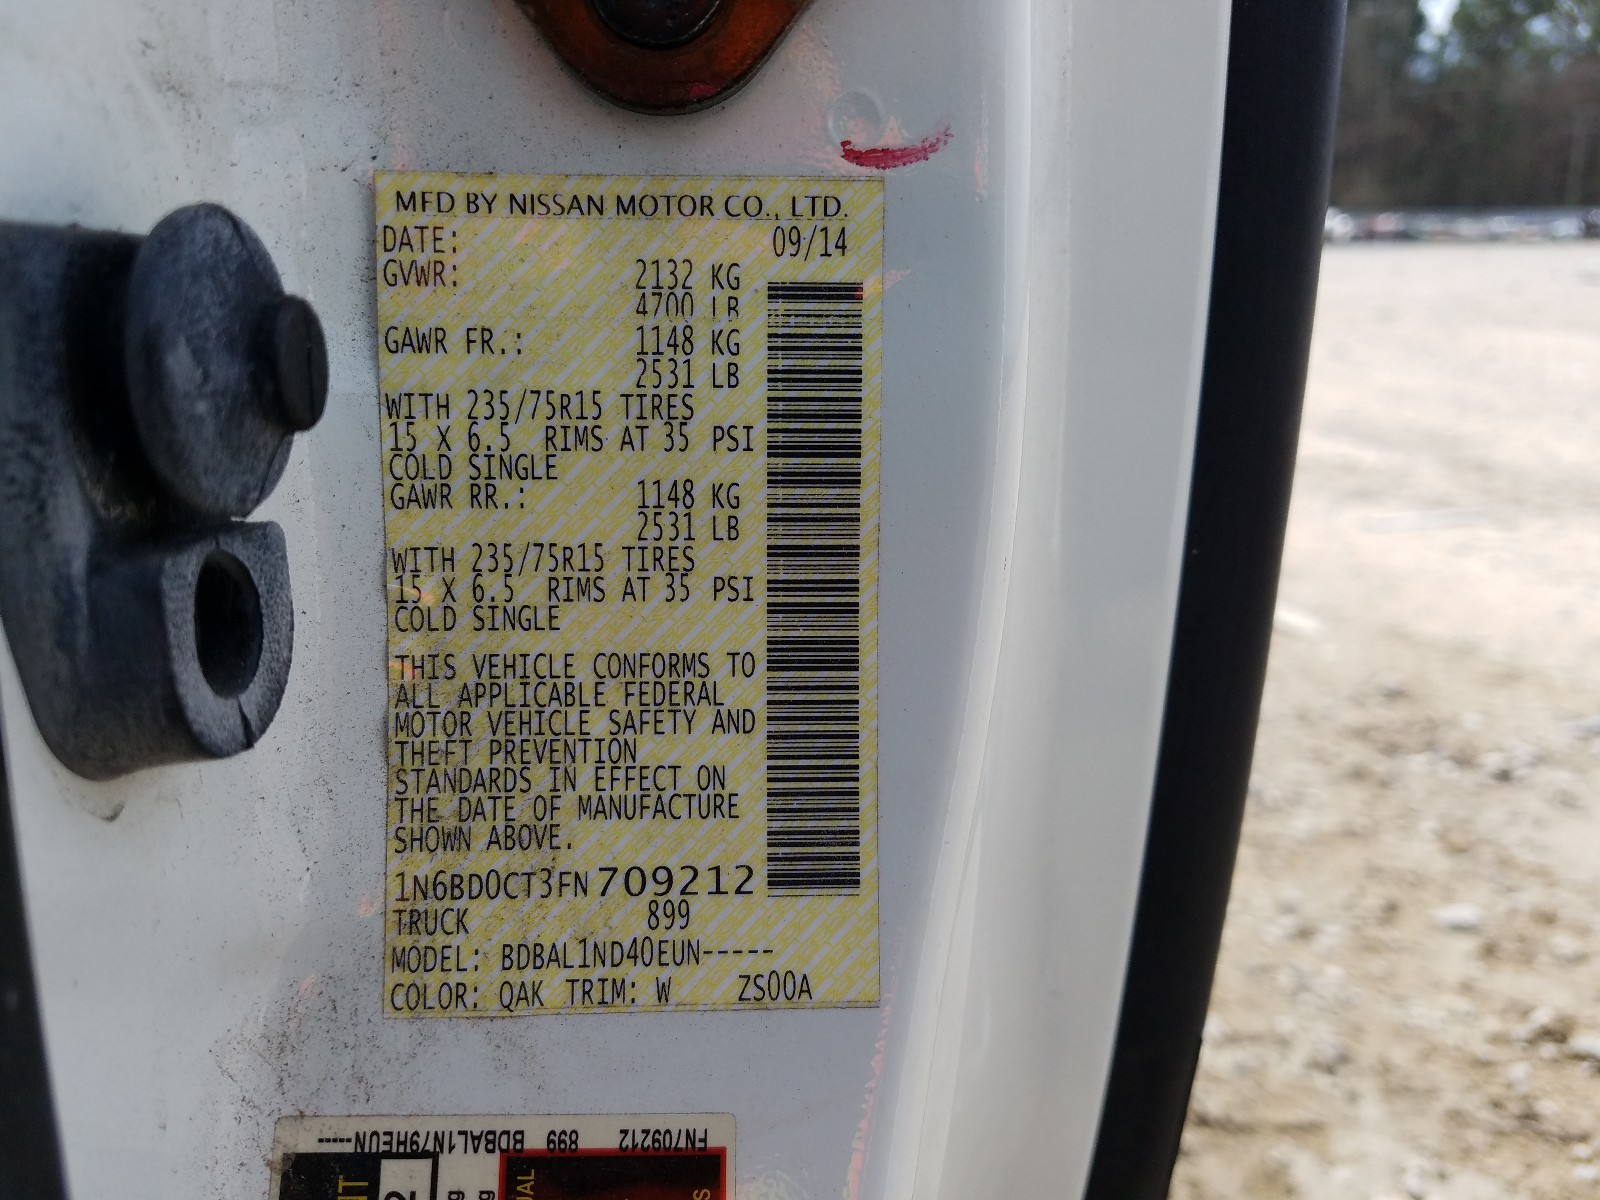 MFD BY NISSAN MOTOR CO., LTD.
DATE: 09/14
GVWR: 2132 KG
4700 LB
GAWR FR.: 1148 KG
2531 LB
WITH 235/75R15 TIRES
15 X 6.5 RIMS AT 35 PSI
COLD SINGLE
GAWR RR.: 1148 KG
2531 LB
WITH 235/75R15 TIRES
15 X 6.5 RIMS AT 35 PSI
COLD SINGLE
THIS VEHICLE CONFORMS TO
ALL APPLICABLE FEDERAL
MOTOR VEHICLE SAFETY AND
THEFT PREVENTION
STANDARDS IN EFFECT ON
THE DATE OF MANUFACTURE
SHOWN ABOVE.
1N6BD0CT3FN709212
TRUCK 899
MODEL: BDBAL1ND40EUN-----
COLOR: QAK TRIM: W ZS00A
FN709212 899 BDBAL1N79HEUN-----